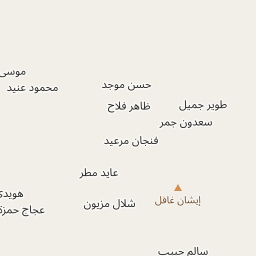 موسى
محمود عنيد
حسن موجد
ظاهر فلاح
طوير جميل
سعدون جمر
فنجان مرعيد
عايد مطر
إيشان غافل
شلال مزبون
هويدي
عجاج حمزة
سالم حبيب